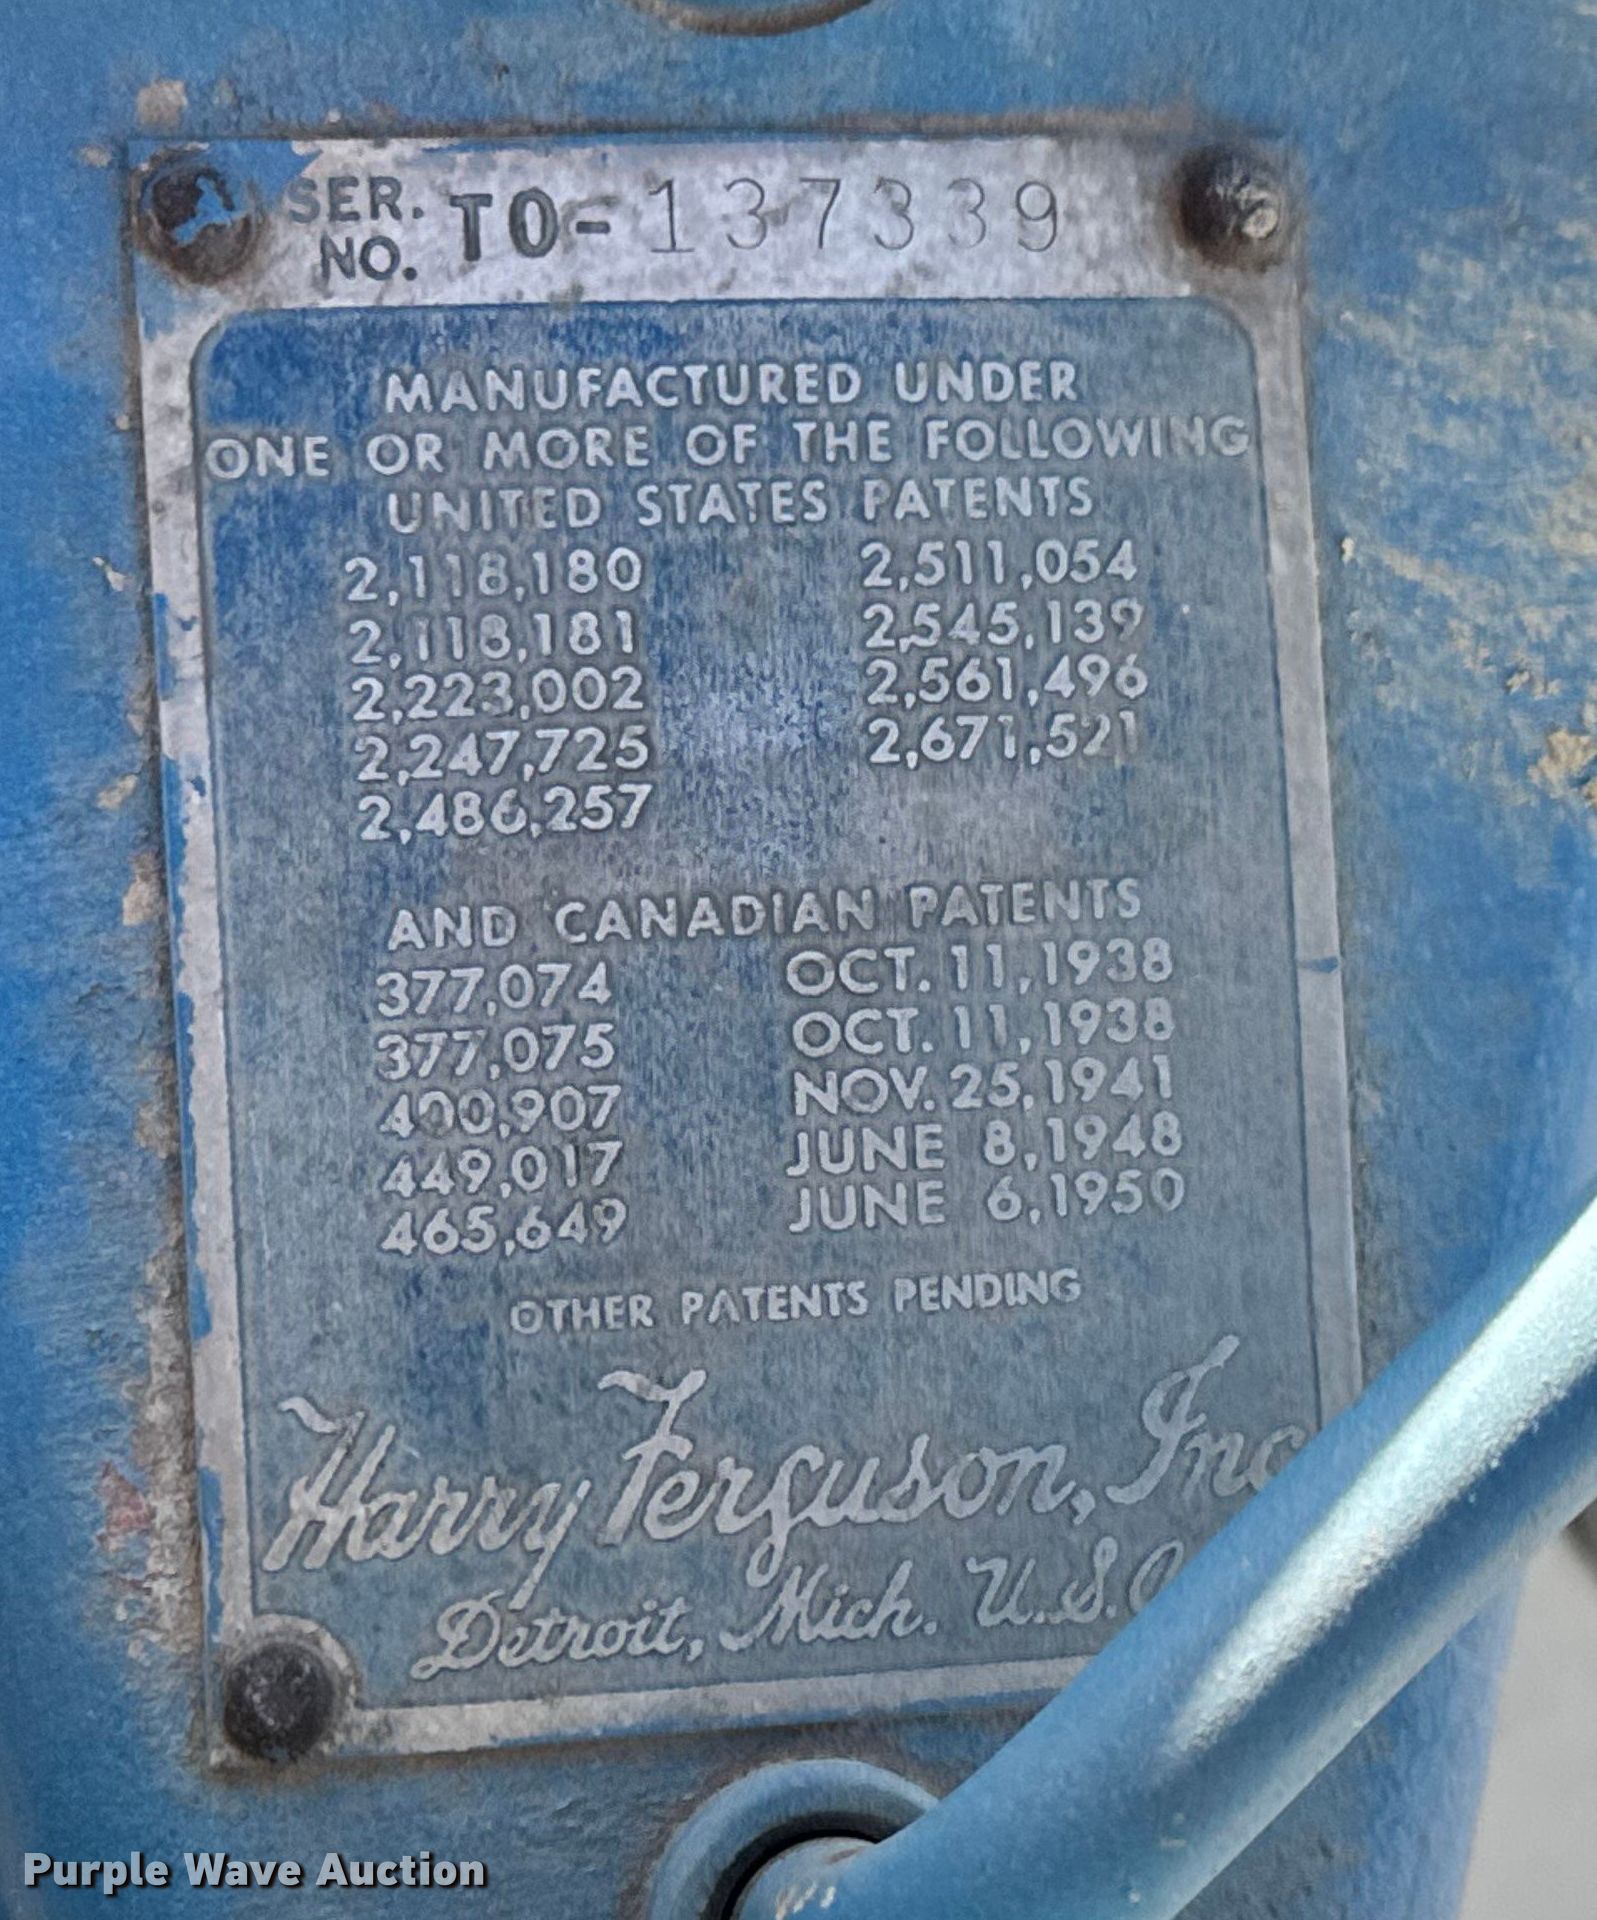 SER. NO. TO-137339
MANUFACTURED UNDER
ONE OR MORE OF THE FOLLOWING
UNITED STATES PATENTS
2,118,180 2,511,054
2,118,181 2,545,139
2,223,002 2,561,496
2,247,725 2,671,521
2,486,257
AND CANADIAN PATENTS
377,074 OCT. 11, 1938
377,075 OCT. 11, 1938
400,907 NOV. 25, 1941
449,017 JUNE 8, 1948
465,649 JUNE 6, 1950
OTHER PATENTS PENDING
Harry Ferguson, Inc
Detroit, Mich. U.S.A
Purple Wave Auction